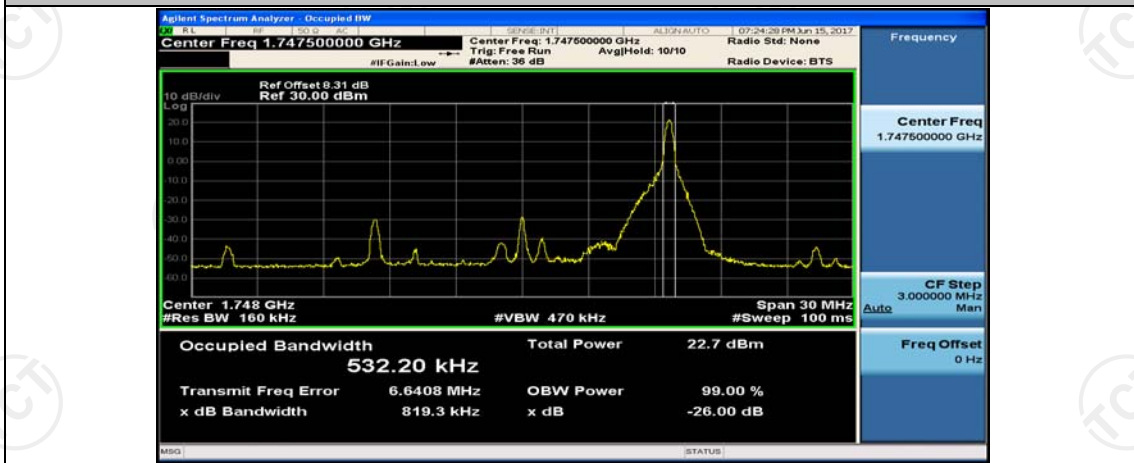 Agilent Spectrum Analyzer - Occupied BW
RL RF 50 Ω AC SENSE:INT ALIGN AUTO 07:24:28 PM Jun 15, 2017
Center Freq 1.747500000 GHz
Center Freq: 1.747500000 GHz
Radio Std: None
Trig: Free Run Avg|Hold: 10/10
#IFGain:Low #Atten: 36 dB
Radio Device: BTS
Frequency
Ref Offset 8.31 dB
10 dB/div Ref 30.00 dBm
Log
20.0
10.0
0.00
-10.0
-20.0
-30.0
-40.0
-50.0
-60.0
Center 1.748 GHz
Span 30 MHz
#Res BW 160 kHz
#VBW 470 kHz
#Sweep 100 ms
Center Freq
1.747500000 GHz
CF Step
3.000000 MHz
Auto Man
Freq Offset
0 Hz
Occupied Bandwidth
532.20 kHz
Total Power 22.7 dBm
Transmit Freq Error 6.6408 MHz
OBW Power 99.00 %
x dB Bandwidth 819.3 kHz
x dB -26.00 dB
MSG
STATUS